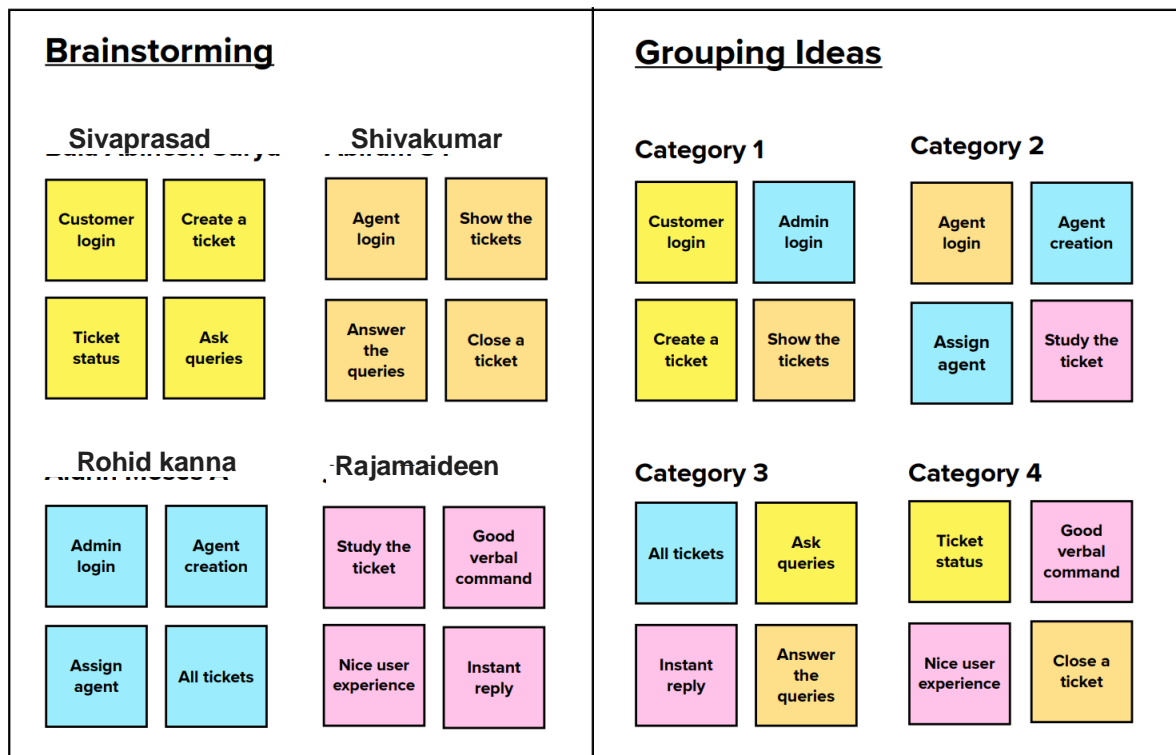 Brainstorming
Sivaprasad
Shivakumar
Customer
login
Create a
ticket
Agent
login
Show the
tickets
Ticket
status
Ask
queries
Answer
the
queries
Close a
ticket
Rohid kanna
Rajamaideen
Admin
login
Agent
creation
Study the
ticket
Good
verbal
command
Assign
agent
All tickets
Nice user
experience
Instant
reply
Grouping Ideas
Category 1
Category 2
Customer
login
Admin
login
Agent
login
Agent
creation
Create a
ticket
Show the
tickets
Assign
agent
Study the
ticket
Category 3
Category 4
All tickets
Ask
queries
Ticket
status
Good
verbal
command
Instant
reply
Answer
the
queries
Nice user
experience
Close a
ticket